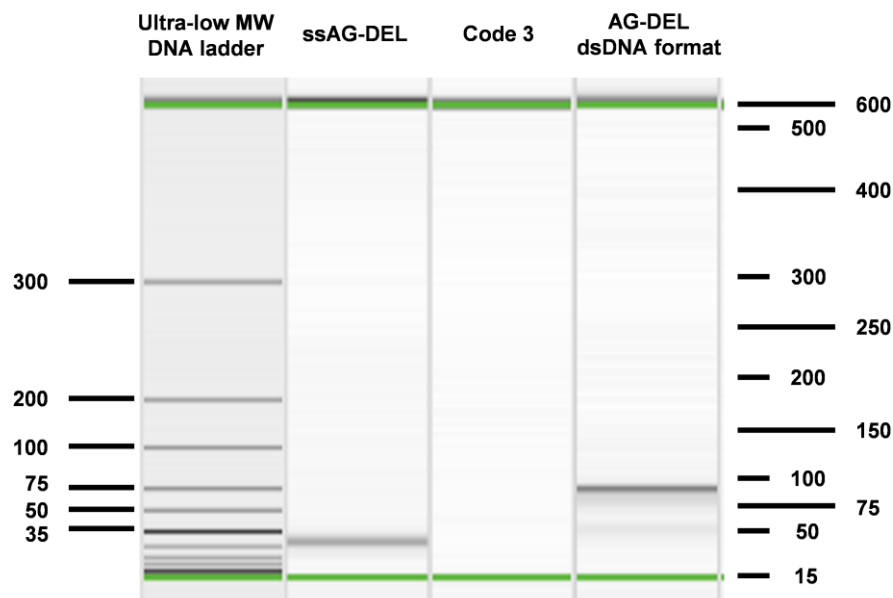 Ultra-low MW
DNA ladder
ssAG-DEL
Code 3
AG-DEL
dsDNA format
300
200
100
75
50
35
600
500
400
300
250
200
150
100
75
50
15